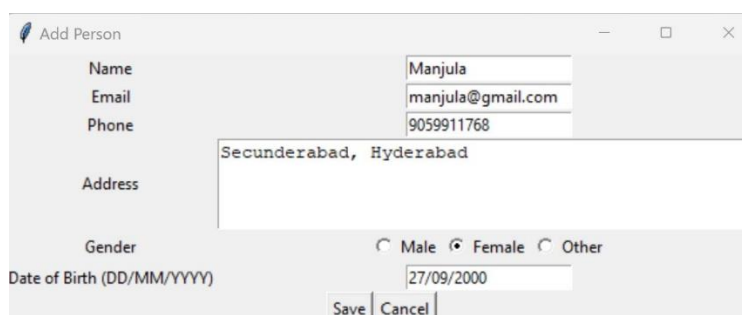 Add Person
Name Manjula
Email manjula@gmail.com
Phone 9059911768
Address Secunderabad, Hyderabad
Gender Male Female Other
Date of Birth (DD/MM/YYYY) 27/09/2000
Save Cancel